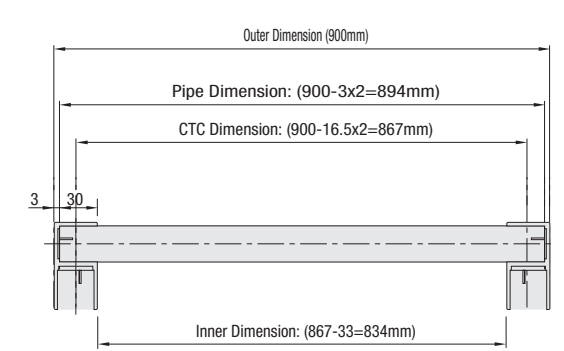 Outer Dimension (900mm)
Pipe Dimension: (900-3x2=894mm)
CTC Dimension: (900-16.5x2=867mm)
3 30
Inner Dimension: (867-33=834mm)